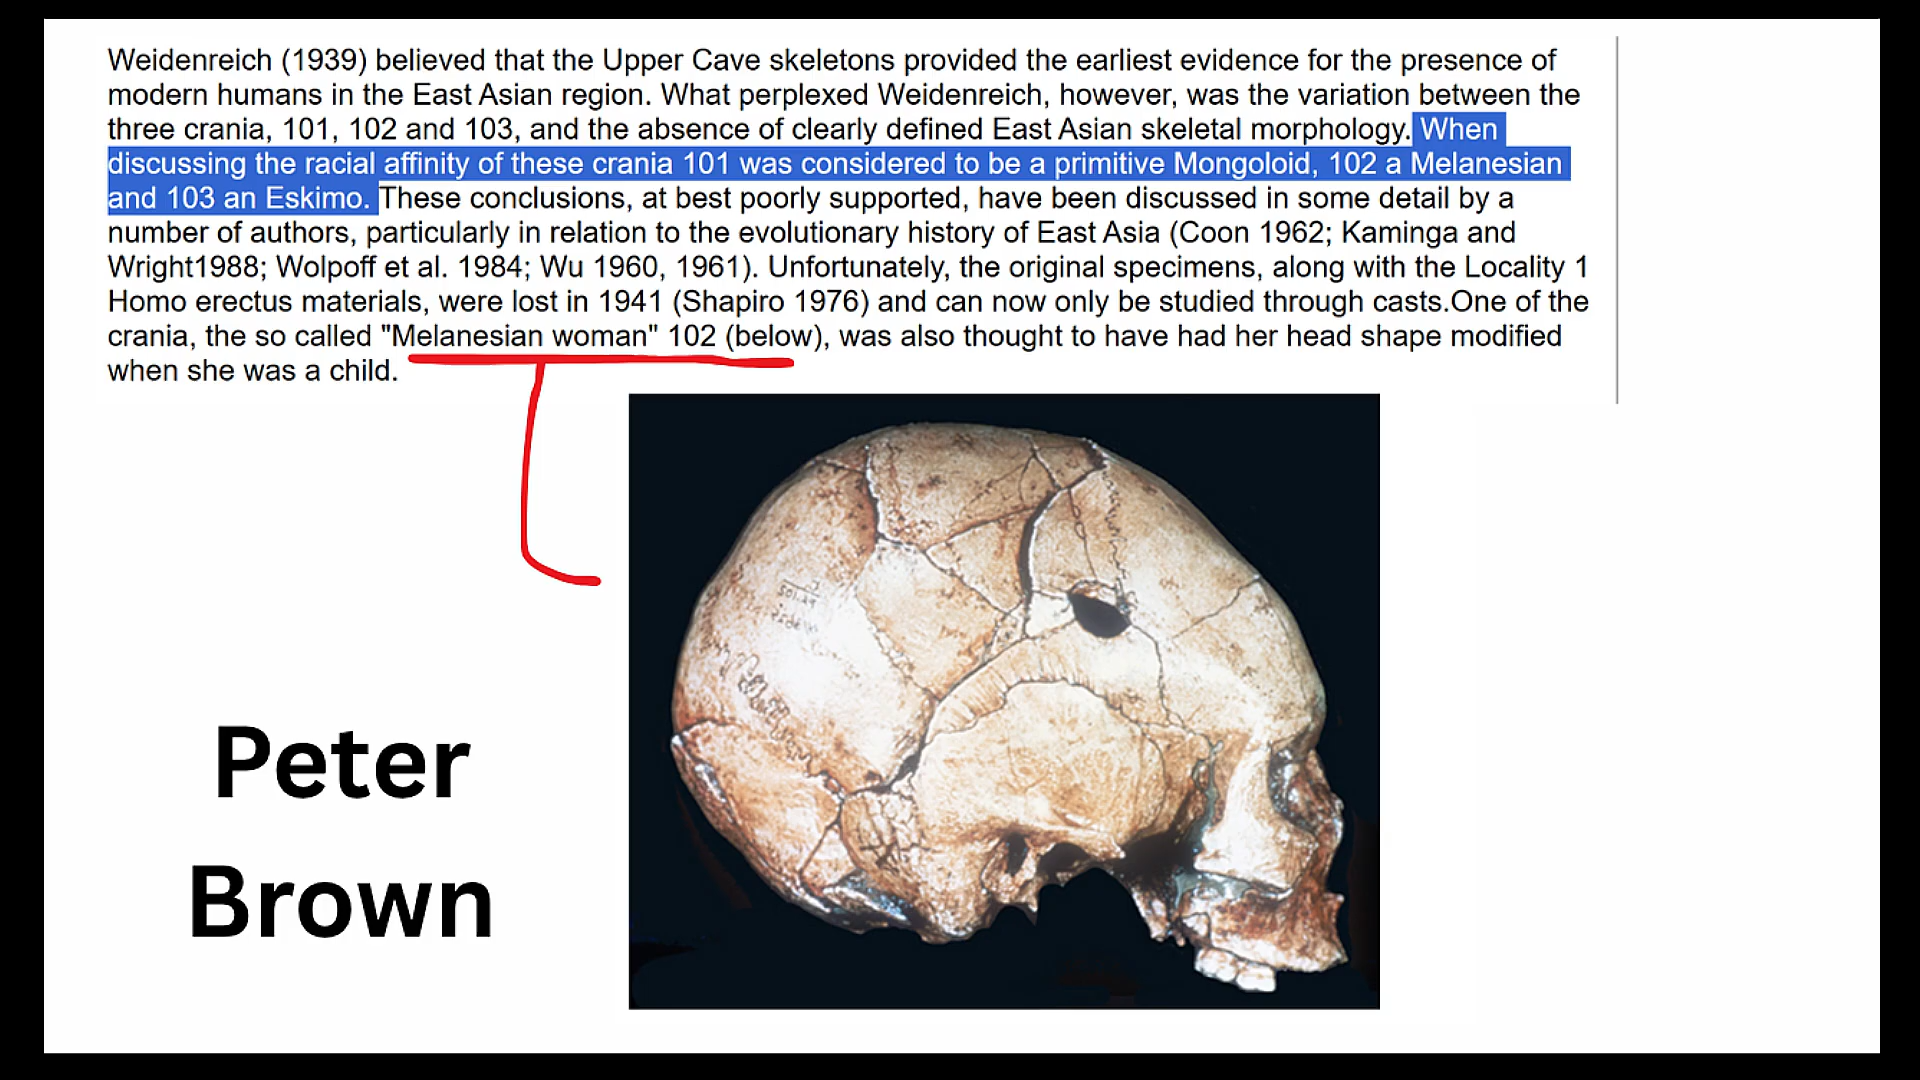 Weidenreich (1939) believed that the Upper Cave skeletons provided the earliest evidence for the presence of
modern humans in the East Asian region. What perplexed Weidenreich, however, was the variation between the
three crania, 101, 102 and 103, and the absence of clearly defined East Asian skeletal morphology. When
discussing the racial affinity of these crania 101 was considered to be a primitive Mongoloid, 102 a Melanesian
and 103 an Eskimo. These conclusions, at best poorly supported, have been discussed in some detail by a
number of authors, particularly in relation to the evolutionary history of East Asia (Coon 1962; Kaminga and
Wright1988; Wolpoff et al. 1984; Wu 1960, 1961). Unfortunately, the original specimens, along with the Locality 1
Homo erectus materials, were lost in 1941 (Shapiro 1976) and can now only be studied through casts.One of the
crania, the so called "Melanesian woman" 102 (below), was also thought to have had her head shape modified
when she was a child.
Peter
Brown